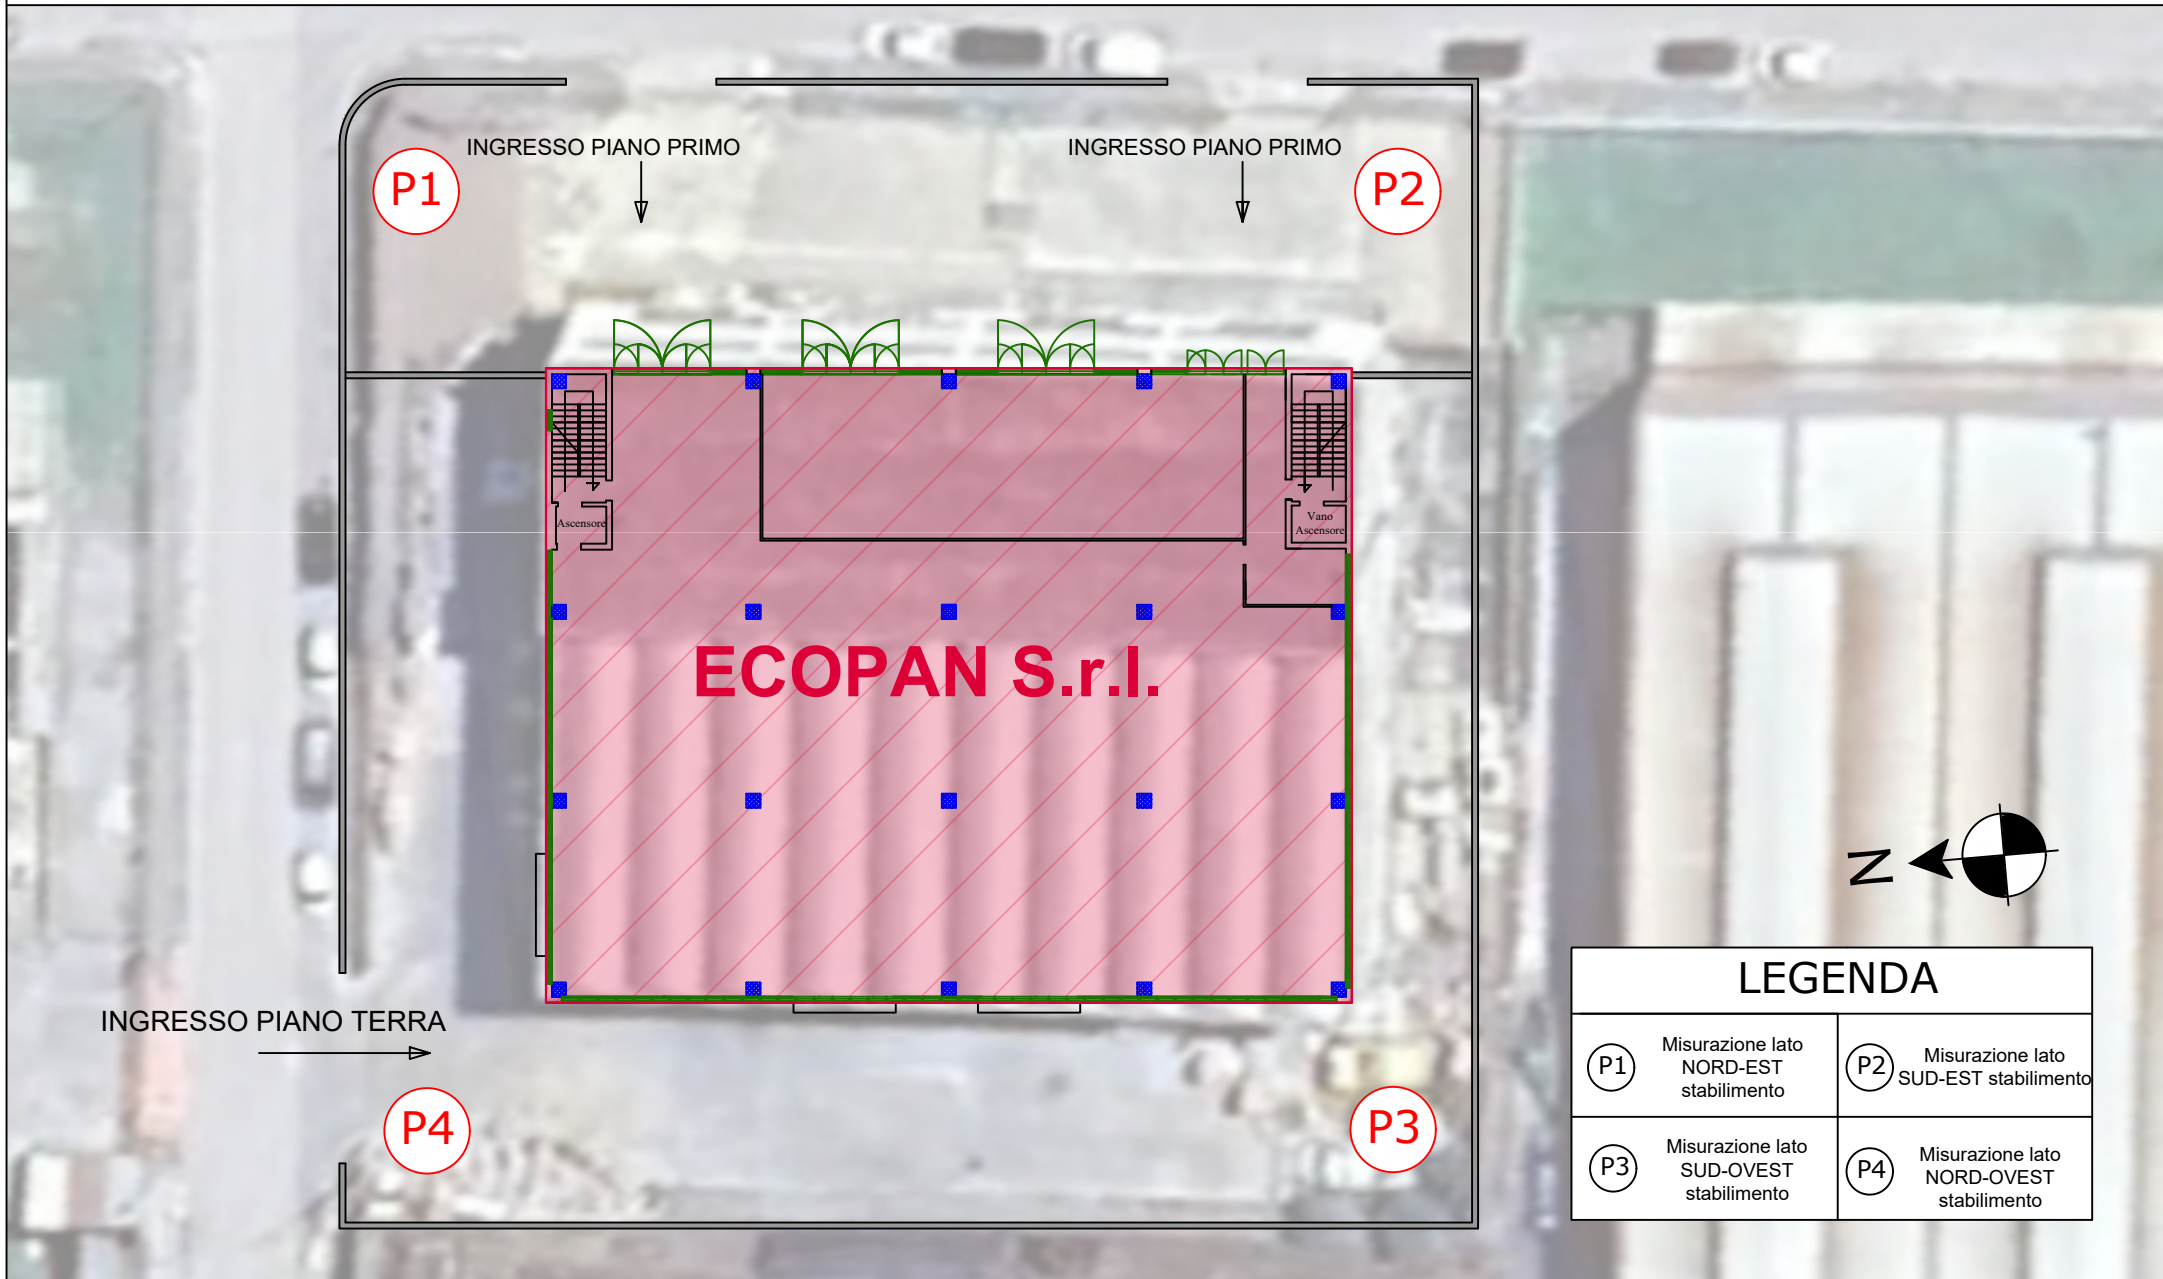 INGRESSO PIANO PRIMO
INGRESSO PIANO PRIMO
P1
P2
Ascensore
Vano
Ascensore
ECOPAN S.r.l.
N
INGRESSO PIANO TERRA
P4
P3
LEGENDA
P1
Misurazione lato
NORD-EST
stabilimento
P2
Misurazione lato
SUD-EST stabilimento
P3
Misurazione lato
SUD-OVEST
stabilimento
P4
Misurazione lato
NORD-OVEST
stabilimento